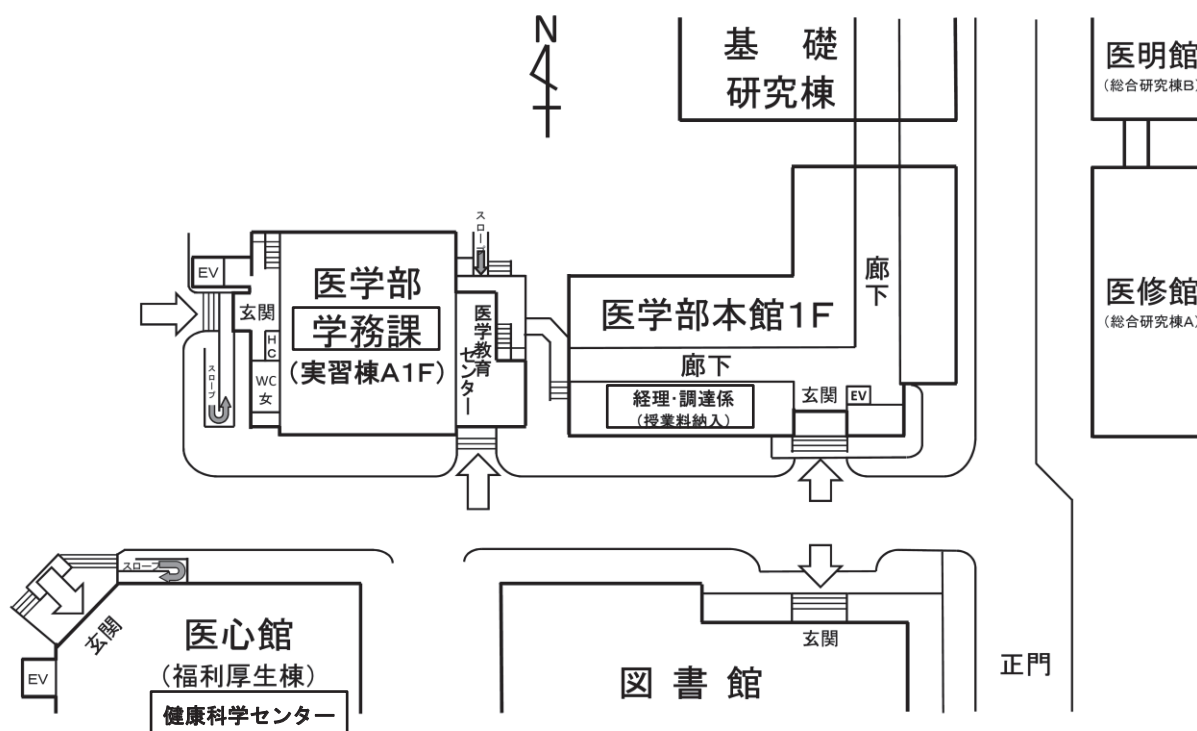 N
基 礎
研究棟
医明館
(総合研究棟B)
スロープ
EV
玄関
医学部
学務課
(実習棟A1F)
医学教育
センター
HC
WC
女
スロープ
医学部本館1F
廊下
廊下
経理・調達係
(授業料納入)
玄関
EV
医修館
(総合研究棟A)
スロープ
玄関
EV
医心館
(福利厚生棟)
健康科学センター
玄関
図 書 館
正門